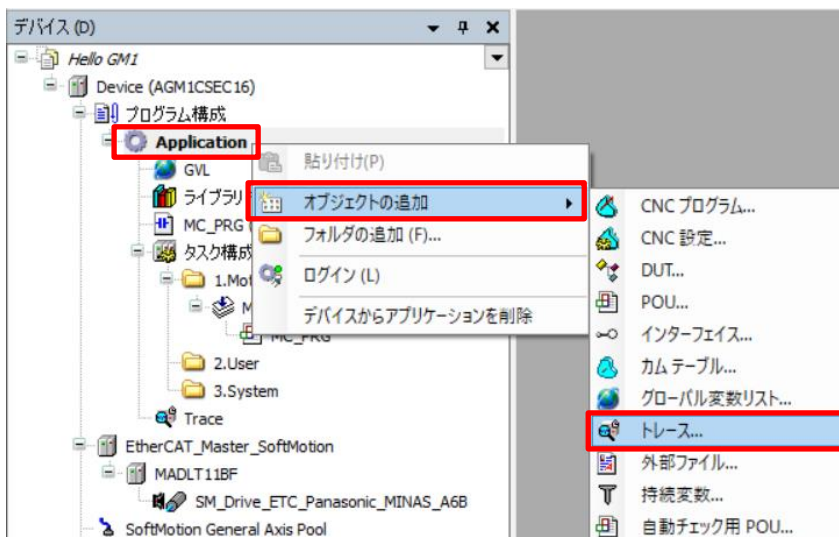 デバイス (D)
Hello GM1
Device (AGM1CSEC16)
プログラム構成
Application
GVL
ライブラリ
MC_PRG
タスク構成
1.Mot
MC_PRG
2.User
3.System
Trace
EtherCAT_Master_SoftMotion
MADLT11BF
SM_Drive_ETC_Panasonic_MINAS_A6B
SoftMotion General Axis Pool
貼り付け(P)
オブジェクトの追加
フォルダの追加 (F)...
ログイン (L)
デバイスからアプリケーションを削除
CNC プログラム...
CNC 設定...
DUT...
POU...
インターフェイス...
カム テーブル...
グローバル変数リスト...
トレース...
外部ファイル...
持続変数...
自動チェック用 POU...